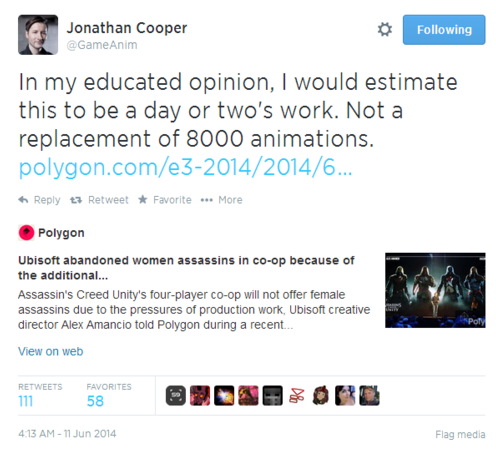 Jonathan Cooper
@GameAnim
Following
In my educated opinion, I would estimate
this to be a day or two's work. Not a
replacement of 8000 animations.
polygon.com/e3-2014/2014/6...
Reply Retweet Favorite More
Polygon
Ubisoft abandoned women assassins in co-op because of
the additional...
Assassin's Creed Unity's four-player co-op will not offer female
assassins due to the pressures of production work, Ubisoft creative
director Alex Amancio told Polygon during a recent...
View on web
RETWEETS FAVORITES
111 58
59
4:13 AM - 11 Jun 2014
Flag media